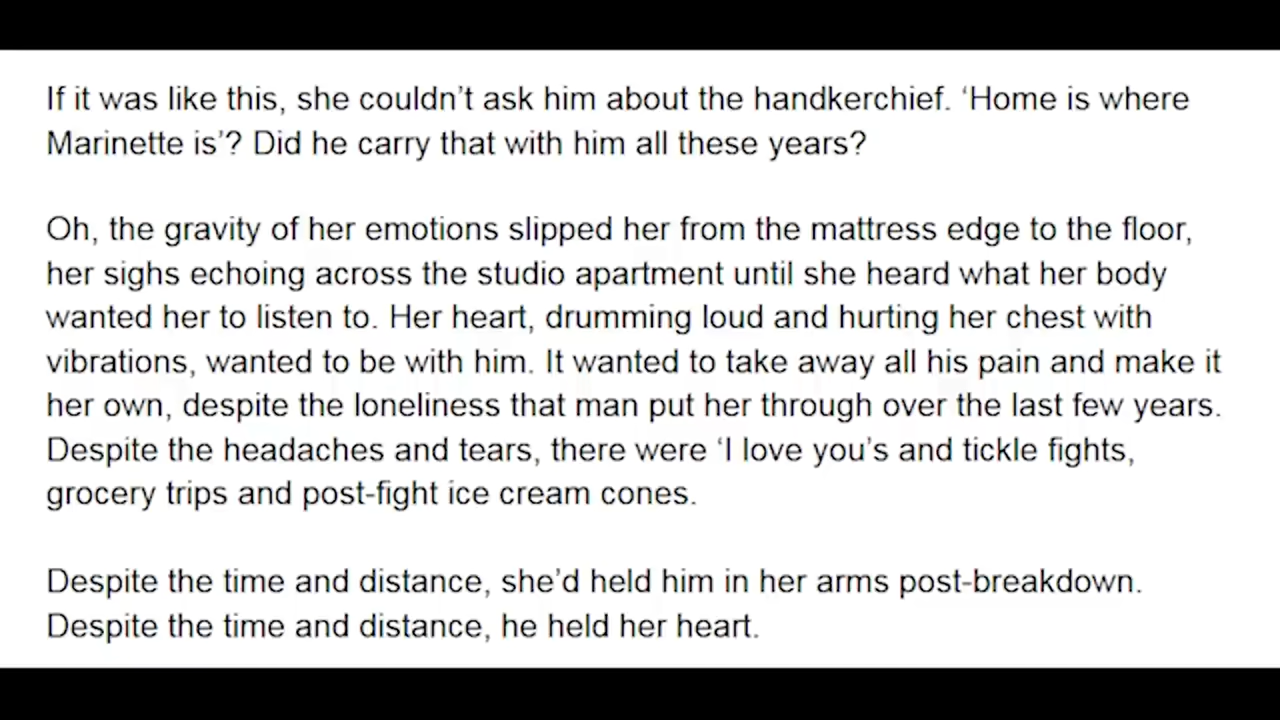 If it was like this, she couldn’t ask him about the handkerchief. ‘Home is where
Marinette is’? Did he carry that with him all these years?
Oh, the gravity of her emotions slipped her from the mattress edge to the floor,
her sighs echoing across the studio apartment until she heard what her body
wanted her to listen to. Her heart, drumming loud and hurting her chest with
vibrations, wanted to be with him. It wanted to take away all his pain and make it
her own, despite the loneliness that man put her through over the last few years.
Despite the headaches and tears, there were ‘I love you’s and tickle fights,
grocery trips and post-fight ice cream cones.
Despite the time and distance, she’d held him in her arms post-breakdown.
Despite the time and distance, he held her heart.